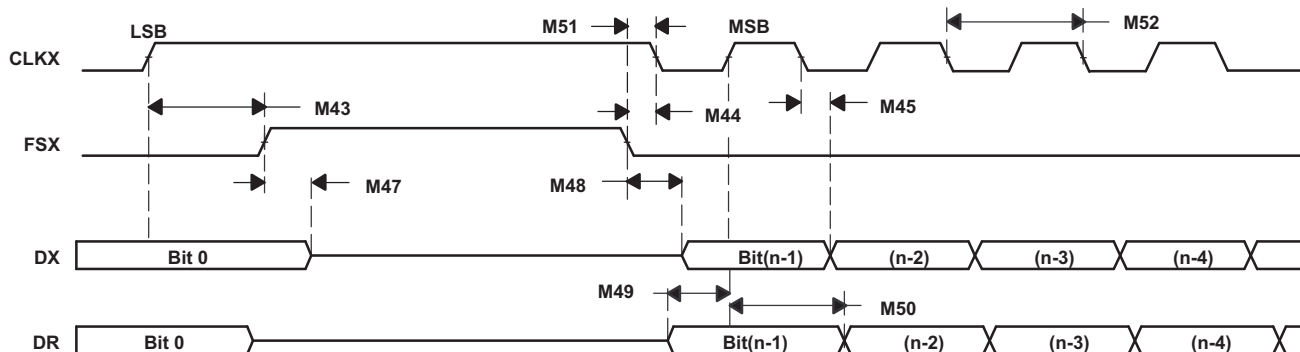 LSB M51 MSB M52
CLKX
M43 M44 M45
FSX
M47 M48
DX Bit 0 Bit(n-1) (n-2) (n-3) (n-4)
M49 M50
DR Bit 0 Bit(n-1) (n-2) (n-3) (n-4)